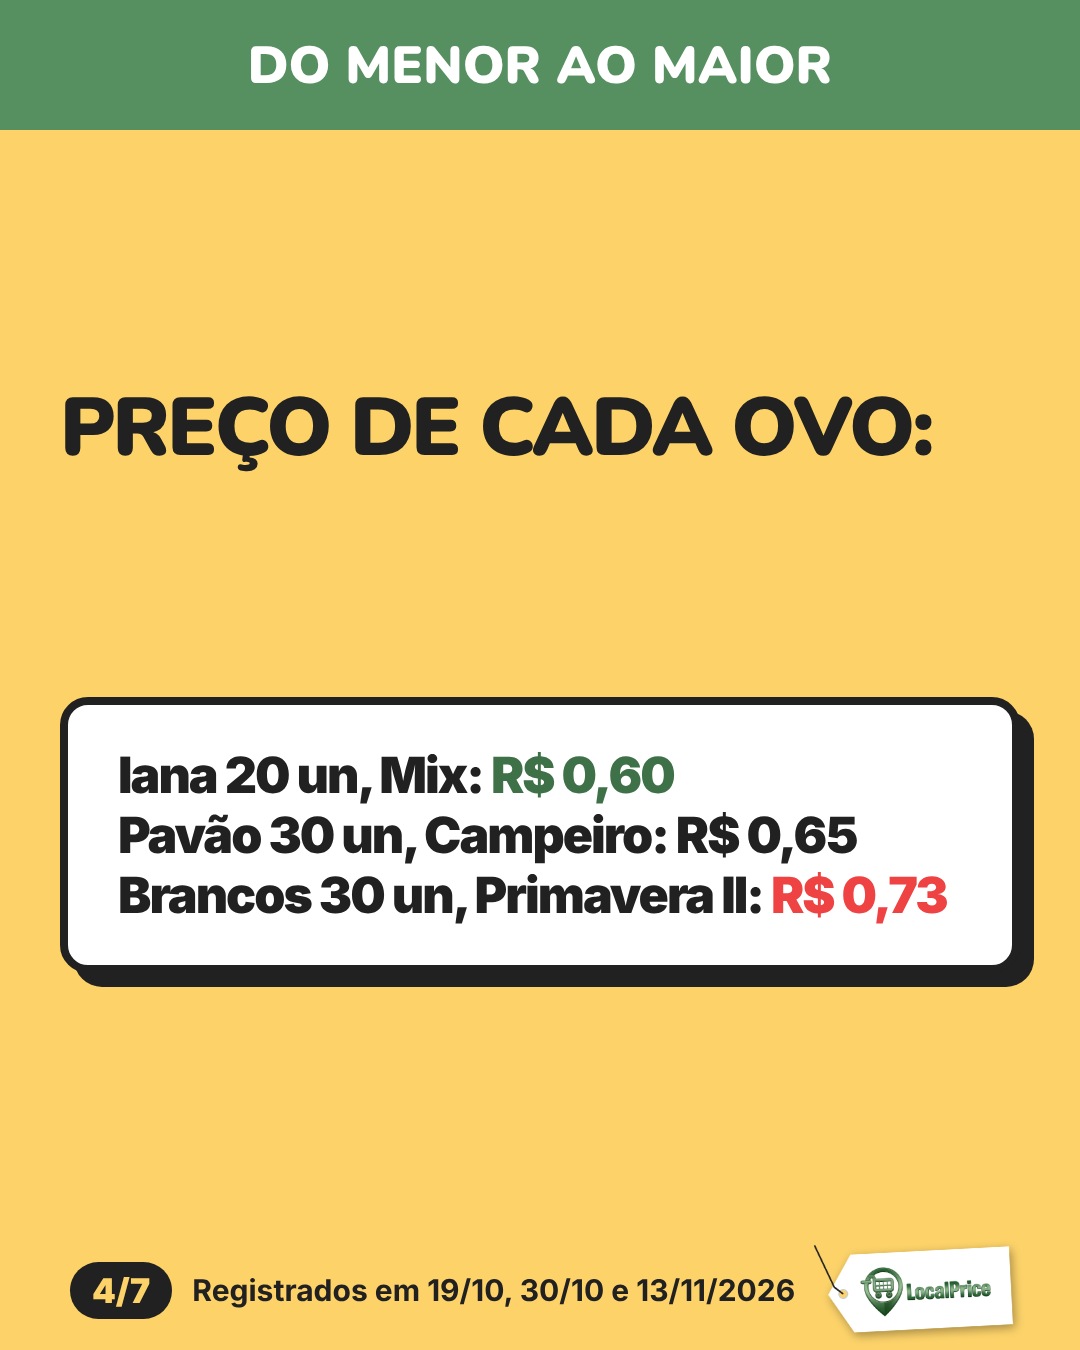 DO MENOR AO MAIOR
PREÇO DE CADA OVO:
Iana 20 un, Mix: R$ 0,60
Pavão 30 un, Campeiro: R$ 0,65
Brancos 30 un, Primavera II: R$ 0,73
4/7 Registrados em 19/10, 30/10 e 13/11/2026
LocalPrice